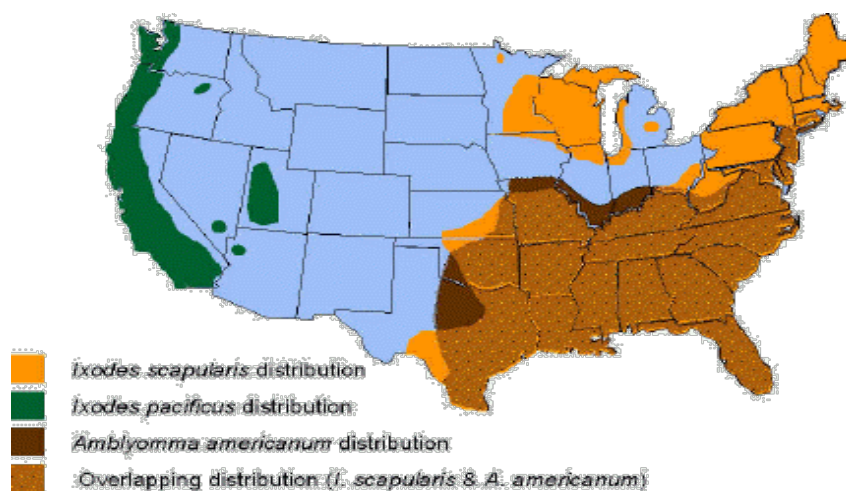 Ixodes scapularis distribution
Ixodes pacificus distribution
Amblyomma americanum distribution
Overlapping distribution (I. scapularis & A. americanum)